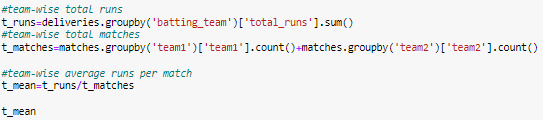 #team-wise total runs
t_runs=deliveries.groupby('batting_team')['total_runs'].sum()
#team-wise total matches
t_matches=matches.groupby('team1')['team1'].count()+matches.groupby('team2')['team2'].count()
#team-wise average runs per match
t_mean=t_runs/t_matches
t_mean